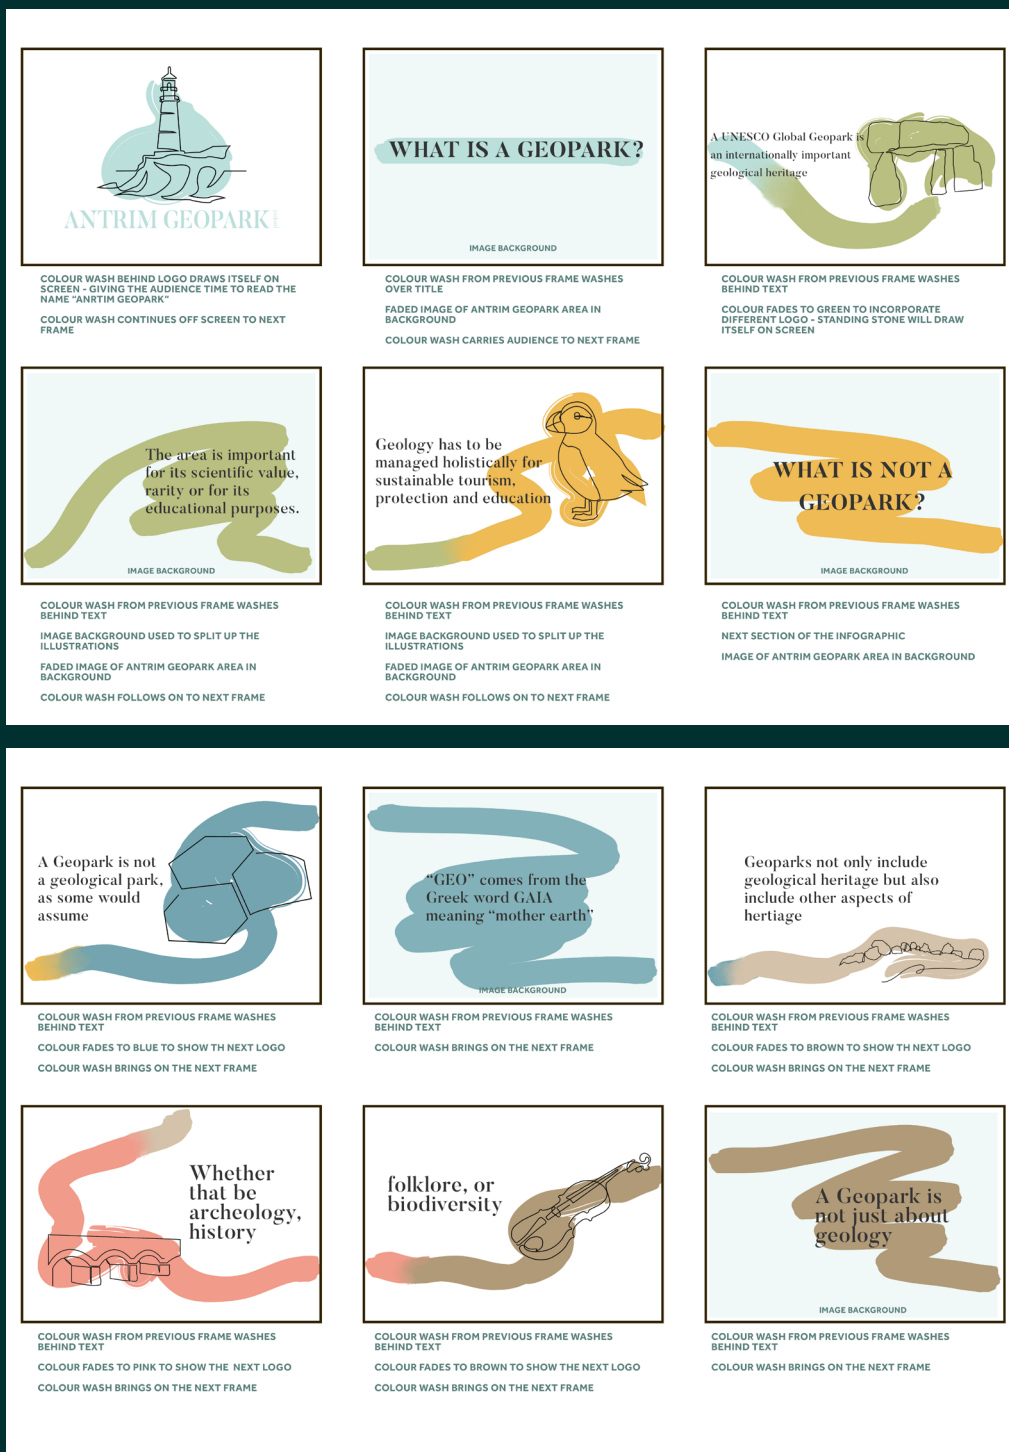 ANTRIM GEOPARK
COLOUR WASH BEHIND LOGO DRAWS ITSELF ON
SCREEN - GIVING THE AUDIENCE TIME TO READ THE
NAME “ANRTIM GEOPARK”
COLOUR WASH CONTINUES OFF SCREEN TO NEXT
FRAME
WHAT IS A GEOPARK?
IMAGE BACKGROUND
COLOUR WASH FROM PREVIOUS FRAME WASHES
OVER TITLE
FADED IMAGE OF ANTRIM GEOPARK AREA IN
BACKGROUND
COLOUR WASH CARRIES AUDIENCE TO NEXT FRAME
A UNESCO Global Geopark is
an internationally important
geological heritage
COLOUR WASH FROM PREVIOUS FRAME WASHES
BEHIND TEXT
COLOUR FADES TO GREEN TO INCORPORATE
DIFFERENT LOGO - STANDING STONE WILL DRAW
ITSELF ON SCREEN
The area is important
for its scientific value,
rarity or for its
educational purposes.
IMAGE BACKGROUND
COLOUR WASH FROM PREVIOUS FRAME WASHES
BEHIND TEXT
IMAGE BACKGROUND USED TO SPLIT UP THE
ILLUSTRATIONS
FADED IMAGE OF ANTRIM GEOPARK AREA IN
BACKGROUND
COLOUR WASH FOLLOWS ON TO NEXT FRAME
Geology has to be
managed holistically for
sustainable tourism,
protection and education
COLOUR WASH FROM PREVIOUS FRAME WASHES
BEHIND TEXT
IMAGE BACKGROUND USED TO SPLIT UP THE
ILLUSTRATIONS
FADED IMAGE OF ANTRIM GEOPARK AREA IN
BACKGROUND
COLOUR WASH FOLLOWS ON TO NEXT FRAME
WHAT IS NOT A
GEOPARK?
IMAGE BACKGROUND
COLOUR WASH FROM PREVIOUS FRAME WASHES
BEHIND TEXT
NEXT SECTION OF THE INFOGRAPHIC
IMAGE OF ANTRIM GEOPARK AREA IN BACKGROUND
A Geopark is not
a geological park,
as some would
assume
COLOUR WASH FROM PREVIOUS FRAME WASHES
BEHIND TEXT
COLOUR FADES TO BLUE TO SHOW TH NEXT LOGO
COLOUR WASH BRINGS ON THE NEXT FRAME
“GEO” comes from the
Greek word GAIA
meaning “mother earth”
IMAGE BACKGROUND
COLOUR WASH FROM PREVIOUS FRAME WASHES
BEHIND TEXT
COLOUR WASH BRINGS ON THE NEXT FRAME
Geoparks not only include
geological heritage but also
include other aspects of
hertiage
COLOUR WASH FROM PREVIOUS FRAME WASHES
BEHIND TEXT
COLOUR FADES TO BROWN TO SHOW TH NEXT LOGO
COLOUR WASH BRINGS ON THE NEXT FRAME
Whether
that be
archeology,
history
COLOUR WASH FROM PREVIOUS FRAME WASHES
BEHIND TEXT
COLOUR FADES TO PINK TO SHOW THE NEXT LOGO
COLOUR WASH BRINGS ON THE NEXT FRAME
folklore, or
biodiversity
COLOUR WASH FROM PREVIOUS FRAME WASHES
BEHIND TEXT
COLOUR FADES TO BROWN TO SHOW THE NEXT LOGO
COLOUR WASH BRINGS ON THE NEXT FRAME
A Geopark is
not just about
geology
IMAGE BACKGROUND
COLOUR WASH FROM PREVIOUS FRAME WASHES
BEHIND TEXT
COLOUR WASH BRINGS ON THE NEXT FRAME